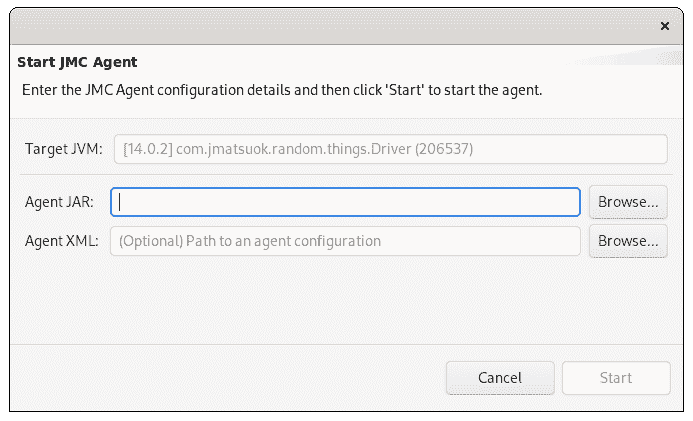 Start JMC Agent
Enter the JMC Agent configuration details and then click 'Start' to start the agent.
Target JVM: [14.0.2] com.jmatsuok.random.things.Driver (206537)
Agent JAR: Browse...
Agent XML: (Optional) Path to an agent configuration Browse...
Cancel Start